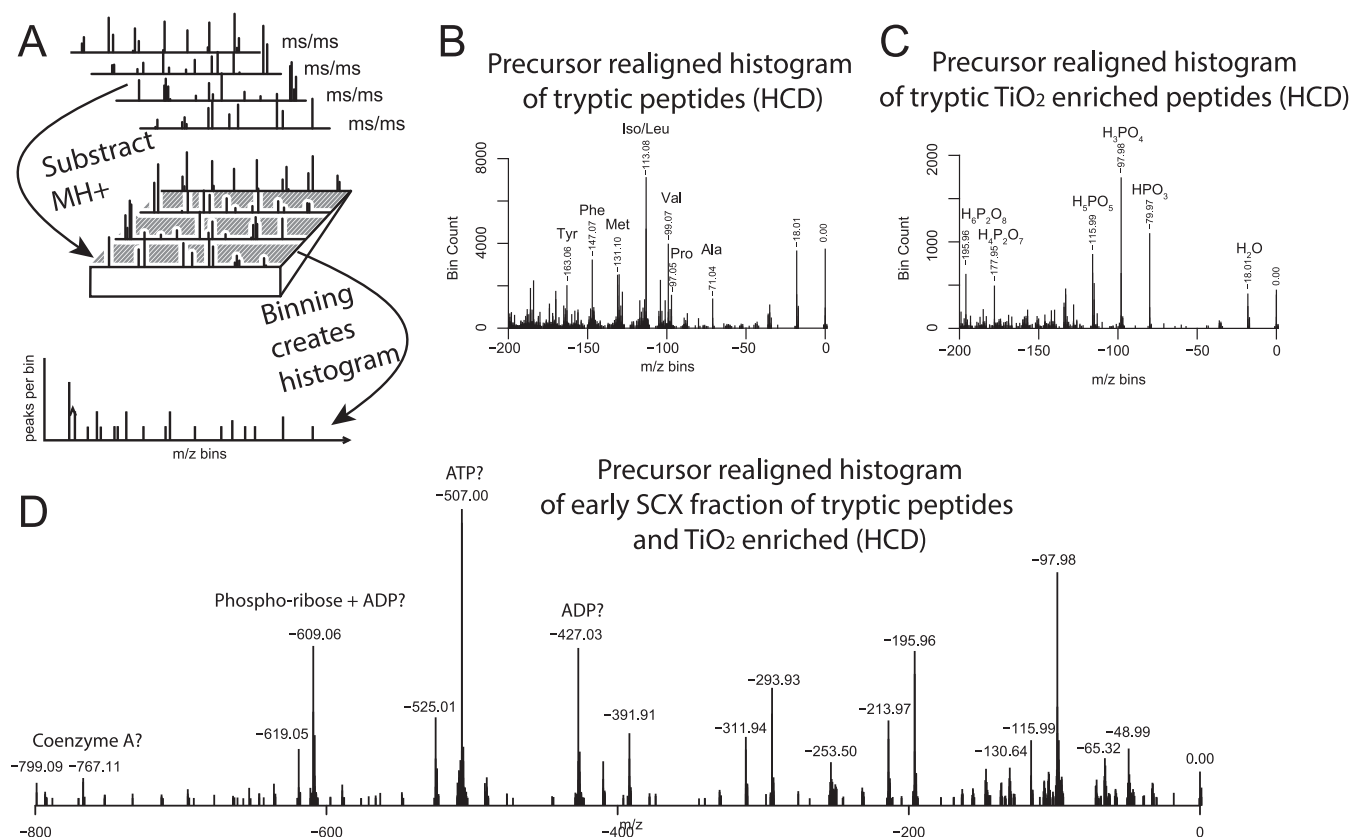 A
ms/ms
ms/ms
ms/ms
ms/ms
Substract
MH+
Binning
creates
histogram
peaks per bin
m/z bins
B
Precursor realigned histogram
of tryptic peptides (HCD)
Iso/Leu
−113.08
Val
−99.07
Phe
−147.07
Met
−131.10
Tyr
−163.06
Pro
−97.05
Ala
−71.04
−18.01
0.00
Bin Count
8000
4000
0
−200
−150
−100
−50
0
m/z bins
C
Precursor realigned histogram
of tryptic TiO2 enriched peptides (HCD)
H3PO4
−97.98
HPO3
−79.97
H5PO5
−115.99
H6P2O8
−195.96
H4P2O7
−177.95
H2O
−18.01
0.00
Bin Count
2000
1000
0
−200
−150
−100
−50
0
m/z bins
D
Precursor realigned histogram
of early SCX fraction of tryptic peptides
and TiO2 enriched (HCD)
ATP?
−507.00
Phospho-ribose + ADP?
−609.06
ADP?
−427.03
Coenzyme A?
−799.09
−767.11
−619.05
−525.01
−391.91
−311.94
−293.93
−253.50
−213.97
−195.96
−130.64
−115.99
−97.98
−65.32
−48.99
0.00
−800
−600
−400
m/z
−200
0